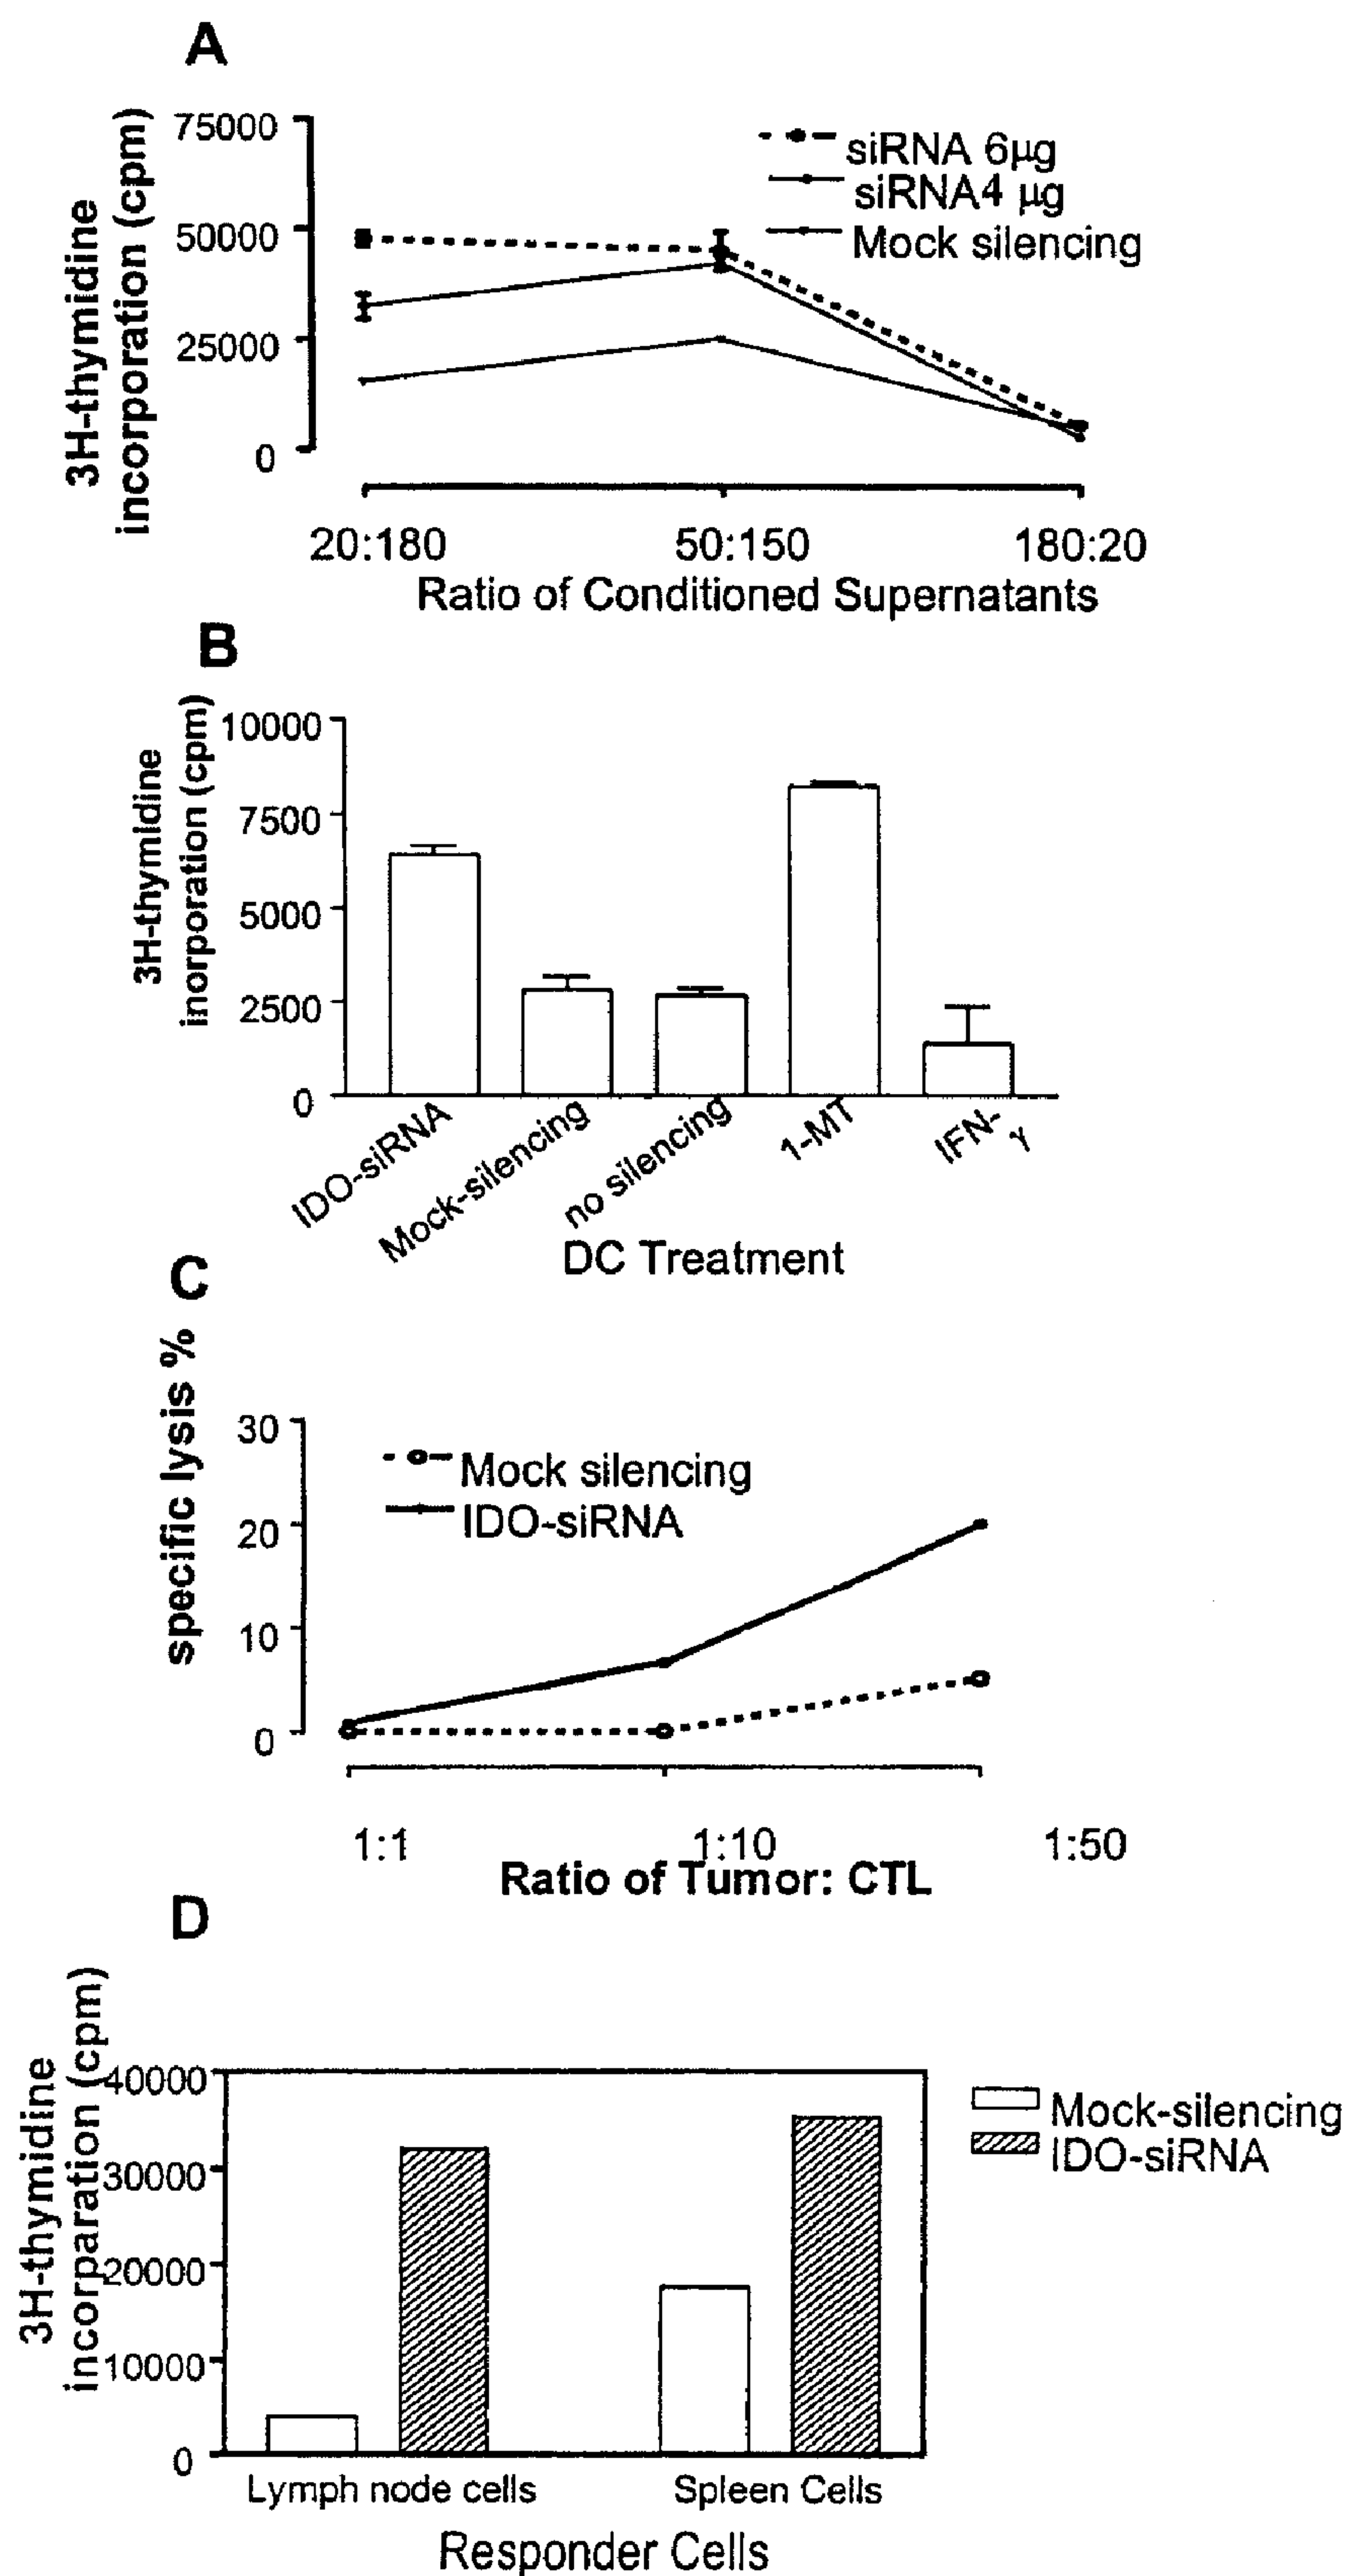 A
3H-thymidine
incorporation (cpm)
75000
50000
25000
0
siRNA 6µg
siRNA4 µg
Mock silencing
20:180 50:150 180:20
Ratio of Conditioned Supernatants
B
3H-thymidine
inorporation (cpm)
10000
7500
5000
2500
0
IDO-siRNA
Mock-silencing
no silencing
1-MT
IFN-
γ
DC Treatment
C
specific lysis %
30
20
10
0
Mock silencing
IDO-siRNA
1:1 1:10 1:50
Ratio of Tumor: CTL
D
3H-thymidine
incorparation (cpm)
40000
30000
20000
10000
0
Mock-silencing
IDO-siRNA
Lymph node cells Spleen Cells
Responder Cells